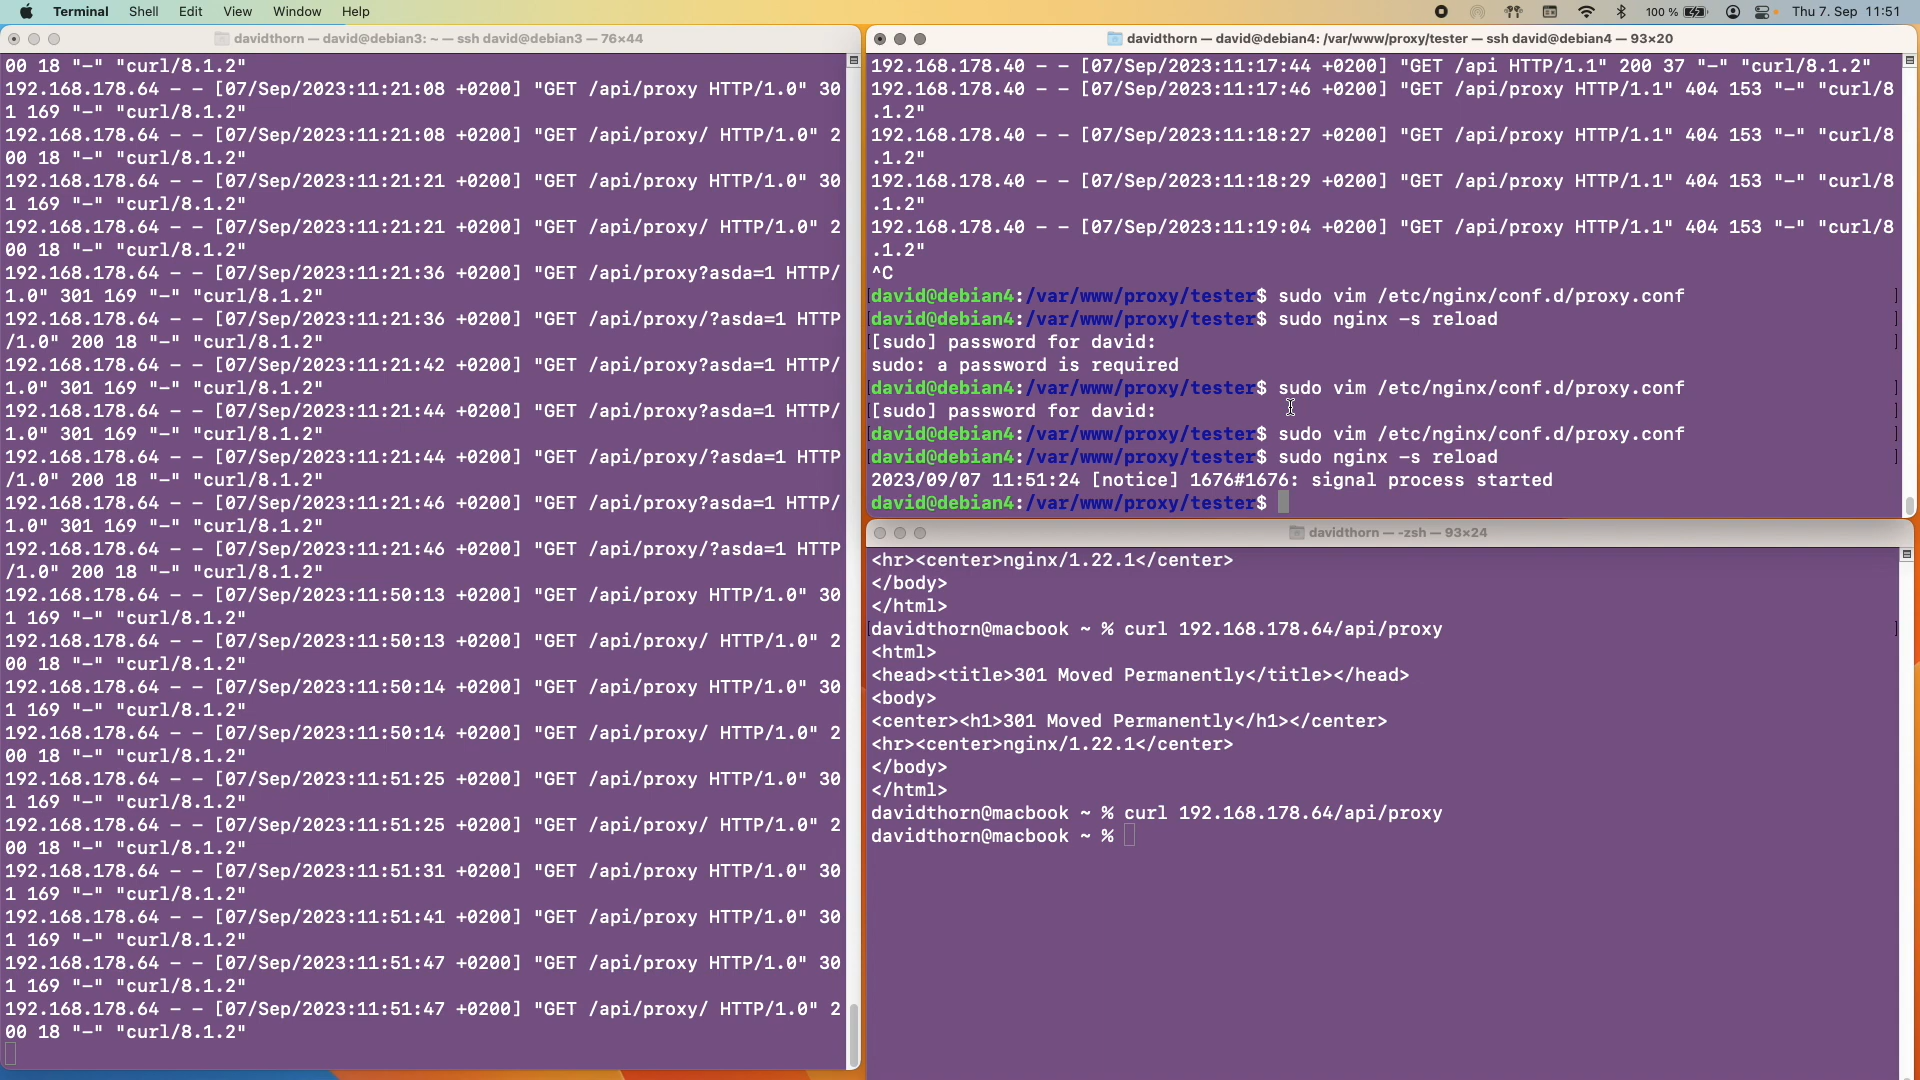 Terminal Shell Edit View Window Help 100 % Thu 7. Sep 11:51
davidthorn — david@debian3: ~ — ssh david@debian3 — 76×44
00 18 "-" "curl/8.1.2"
192.168.178.64 - - [07/Sep/2023:11:21:08 +0200] "GET /api/proxy HTTP/1.0" 30
1 169 "-" "curl/8.1.2"
192.168.178.64 - - [07/Sep/2023:11:21:08 +0200] "GET /api/proxy/ HTTP/1.0" 2
00 18 "-" "curl/8.1.2"
192.168.178.64 - - [07/Sep/2023:11:21:21 +0200] "GET /api/proxy HTTP/1.0" 30
1 169 "-" "curl/8.1.2"
192.168.178.64 - - [07/Sep/2023:11:21:21 +0200] "GET /api/proxy/ HTTP/1.0" 2
00 18 "-" "curl/8.1.2"
192.168.178.64 - - [07/Sep/2023:11:21:36 +0200] "GET /api/proxy?asda=1 HTTP/
1.0" 301 169 "-" "curl/8.1.2"
192.168.178.64 - - [07/Sep/2023:11:21:36 +0200] "GET /api/proxy/?asda=1 HTTP
/1.0" 200 18 "-" "curl/8.1.2"
192.168.178.64 - - [07/Sep/2023:11:21:42 +0200] "GET /api/proxy?asda=1 HTTP/
1.0" 301 169 "-" "curl/8.1.2"
192.168.178.64 - - [07/Sep/2023:11:21:44 +0200] "GET /api/proxy?asda=1 HTTP/
1.0" 301 169 "-" "curl/8.1.2"
192.168.178.64 - - [07/Sep/2023:11:21:44 +0200] "GET /api/proxy/?asda=1 HTTP
/1.0" 200 18 "-" "curl/8.1.2"
192.168.178.64 - - [07/Sep/2023:11:21:46 +0200] "GET /api/proxy?asda=1 HTTP/
1.0" 301 169 "-" "curl/8.1.2"
192.168.178.64 - - [07/Sep/2023:11:21:46 +0200] "GET /api/proxy/?asda=1 HTTP
/1.0" 200 18 "-" "curl/8.1.2"
192.168.178.64 - - [07/Sep/2023:11:50:13 +0200] "GET /api/proxy HTTP/1.0" 30
1 169 "-" "curl/8.1.2"
192.168.178.64 - - [07/Sep/2023:11:50:13 +0200] "GET /api/proxy/ HTTP/1.0" 2
00 18 "-" "curl/8.1.2"
192.168.178.64 - - [07/Sep/2023:11:50:14 +0200] "GET /api/proxy HTTP/1.0" 30
1 169 "-" "curl/8.1.2"
192.168.178.64 - - [07/Sep/2023:11:50:14 +0200] "GET /api/proxy/ HTTP/1.0" 2
00 18 "-" "curl/8.1.2"
192.168.178.64 - - [07/Sep/2023:11:51:25 +0200] "GET /api/proxy HTTP/1.0" 30
1 169 "-" "curl/8.1.2"
192.168.178.64 - - [07/Sep/2023:11:51:25 +0200] "GET /api/proxy/ HTTP/1.0" 2
00 18 "-" "curl/8.1.2"
192.168.178.64 - - [07/Sep/2023:11:51:31 +0200] "GET /api/proxy HTTP/1.0" 30
1 169 "-" "curl/8.1.2"
192.168.178.64 - - [07/Sep/2023:11:51:41 +0200] "GET /api/proxy HTTP/1.0" 30
1 169 "-" "curl/8.1.2"
192.168.178.64 - - [07/Sep/2023:11:51:47 +0200] "GET /api/proxy HTTP/1.0" 30
1 169 "-" "curl/8.1.2"
192.168.178.64 - - [07/Sep/2023:11:51:47 +0200] "GET /api/proxy/ HTTP/1.0" 2
00 18 "-" "curl/8.1.2"
davidthorn — david@debian4: /var/www/proxy/tester — ssh david@debian4 — 93×20
192.168.178.40 - - [07/Sep/2023:11:17:44 +0200] "GET /api HTTP/1.1" 200 37 "-" "curl/8.1.2"
192.168.178.40 - - [07/Sep/2023:11:17:46 +0200] "GET /api/proxy HTTP/1.1" 404 153 "-" "curl/8
.1.2"
192.168.178.40 - - [07/Sep/2023:11:18:27 +0200] "GET /api/proxy HTTP/1.1" 404 153 "-" "curl/8
.1.2"
192.168.178.40 - - [07/Sep/2023:11:18:29 +0200] "GET /api/proxy HTTP/1.1" 404 153 "-" "curl/8
.1.2"
192.168.178.40 - - [07/Sep/2023:11:19:04 +0200] "GET /api/proxy HTTP/1.1" 404 153 "-" "curl/8
.1.2"
^C
david@debian4:/var/www/proxy/tester$ sudo vim /etc/nginx/conf.d/proxy.conf
david@debian4:/var/www/proxy/tester$ sudo nginx -s reload
[sudo] password for david:
sudo: a password is required
david@debian4:/var/www/proxy/tester$ sudo vim /etc/nginx/conf.d/proxy.conf
[sudo] password for david:
david@debian4:/var/www/proxy/tester$ sudo vim /etc/nginx/conf.d/proxy.conf
david@debian4:/var/www/proxy/tester$ sudo nginx -s reload
2023/09/07 11:51:24 [notice] 1676#1676: signal process started
david@debian4:/var/www/proxy/tester$
davidthorn — -zsh — 93×24
<hr><center>nginx/1.22.1</center>
</body>
</html>
davidthorn@macbook ~ % curl 192.168.178.64/api/proxy
<html>
<head><title>301 Moved Permanently</title></head>
<body>
<center><h1>301 Moved Permanently</h1></center>
<hr><center>nginx/1.22.1</center>
</body>
</html>
davidthorn@macbook ~ % curl 192.168.178.64/api/proxy
davidthorn@macbook ~ %